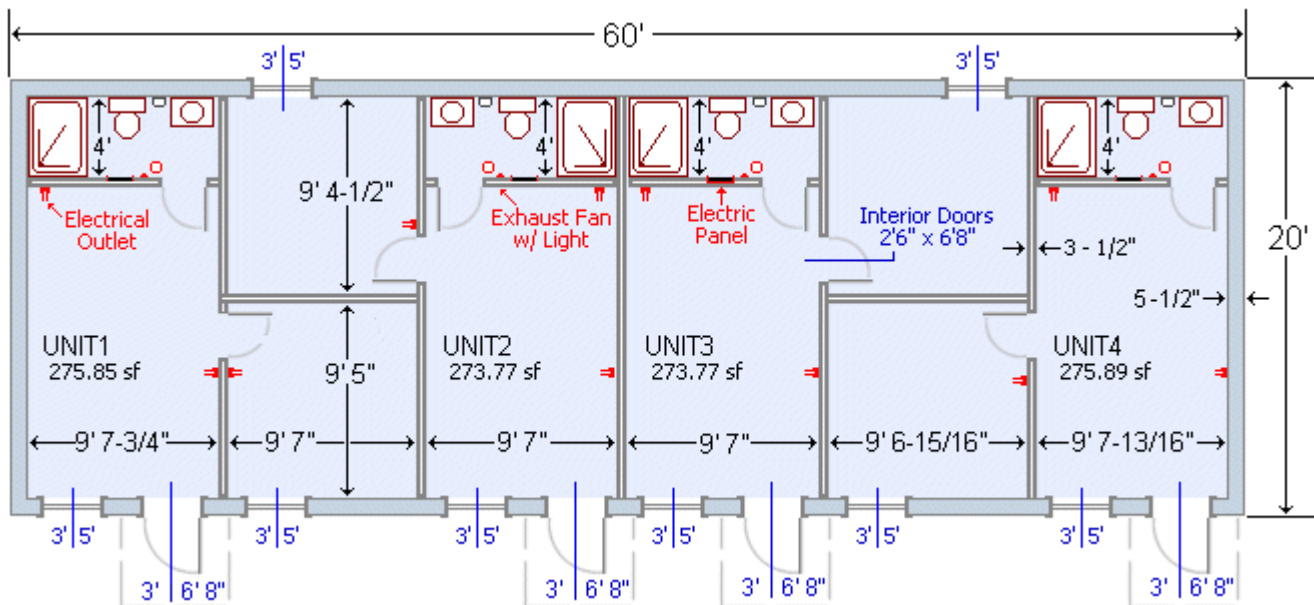 60'
3' 5'
3' 5'
4'
9' 4-1/2"
4'
4'
4'
Electrical
Outlet
Exhaust Fan
w/ Light
Electric
Panel
Interior Doors
2'6" x 6'8"
3 - 1/2"
20'
5 -1/2"
UNIT1
275.85 sf
9' 5"
UNIT2
273.77 sf
UNIT3
273.77 sf
UNIT4
275.89 sf
9' 7-3/4"
9' 7"
9' 7"
9' 7"
9' 6-15/16"
9' 7-13/16"
3' 5'
3' 5'
3' 5'
3' 5'
3' 5'
3' 5'
3' 6' 8"
3' 6' 8"
3' 6' 8"
3' 6' 8"